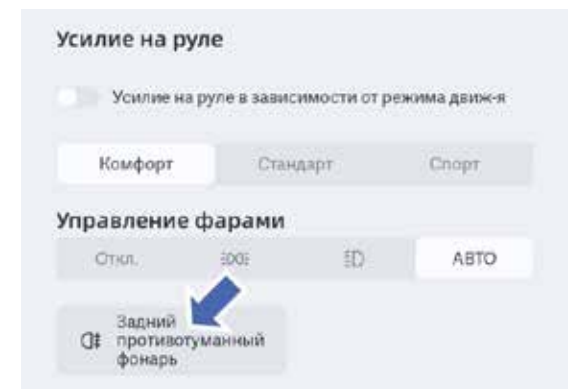 Усилие на руле
Усилие на руле в зависимости от режима движ-я
Комфорт Стандарт Спорт
Управление фарами
Откл. АВТО
Задний
противотуманный
фонарь